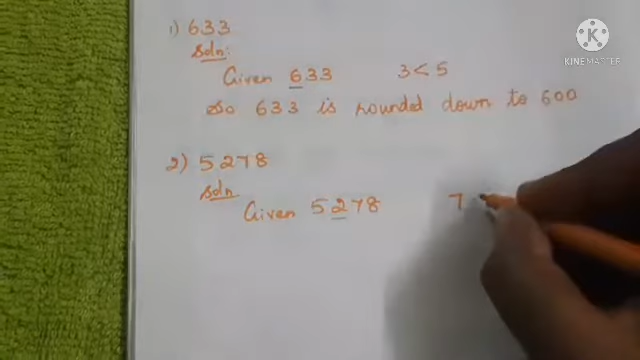 1) 633
Soln:
Given 633 3 < 5
So 633 is rounded down to 600
2) 5278
Soln
Given 5278 7
KINEMASTER